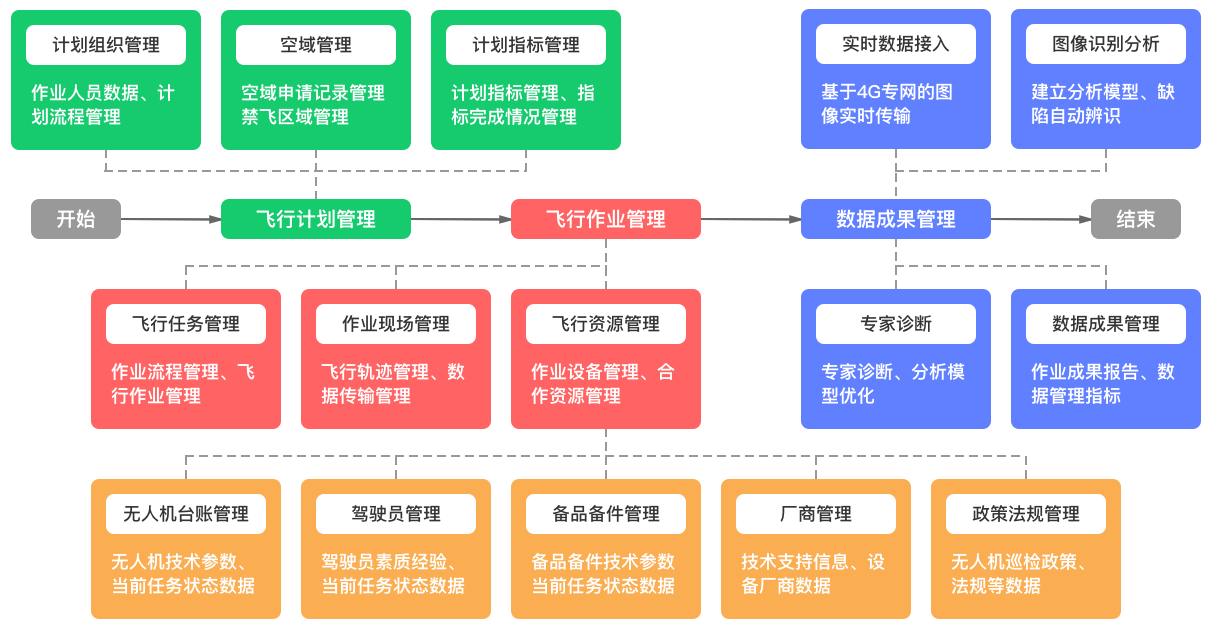 计划组织管理
作业人员数据、计
划流程管理
空域管理
空域申请记录管理
禁飞区域管理
计划指标管理
计划指标管理、指
标完成情况管理
实时数据接入
基于4G专网的图
像实时传输
图像识别分析
建立分析模型、缺
陷自动辨识
开始
飞行计划管理
飞行作业管理
数据成果管理
结束
飞行任务管理
作业流程管理、飞
行作业管理
作业现场管理
飞行轨迹管理、数
据传输管理
飞行资源管理
作业设备管理、合
作资源管理
专家诊断
专家诊断、分析模
型优化
数据成果管理
作业成果报告、数
据管理指标
无人机台账管理
无人机技术参数、
当前任务状态数据
驾驶员管理
驾驶员素质经验、
当前任务状态数据
备品备件管理
备品备件技术参数
当前任务状态数据
厂商管理
技术支持信息、设
备厂商数据
政策法规管理
无人机巡检政策、
法规等数据